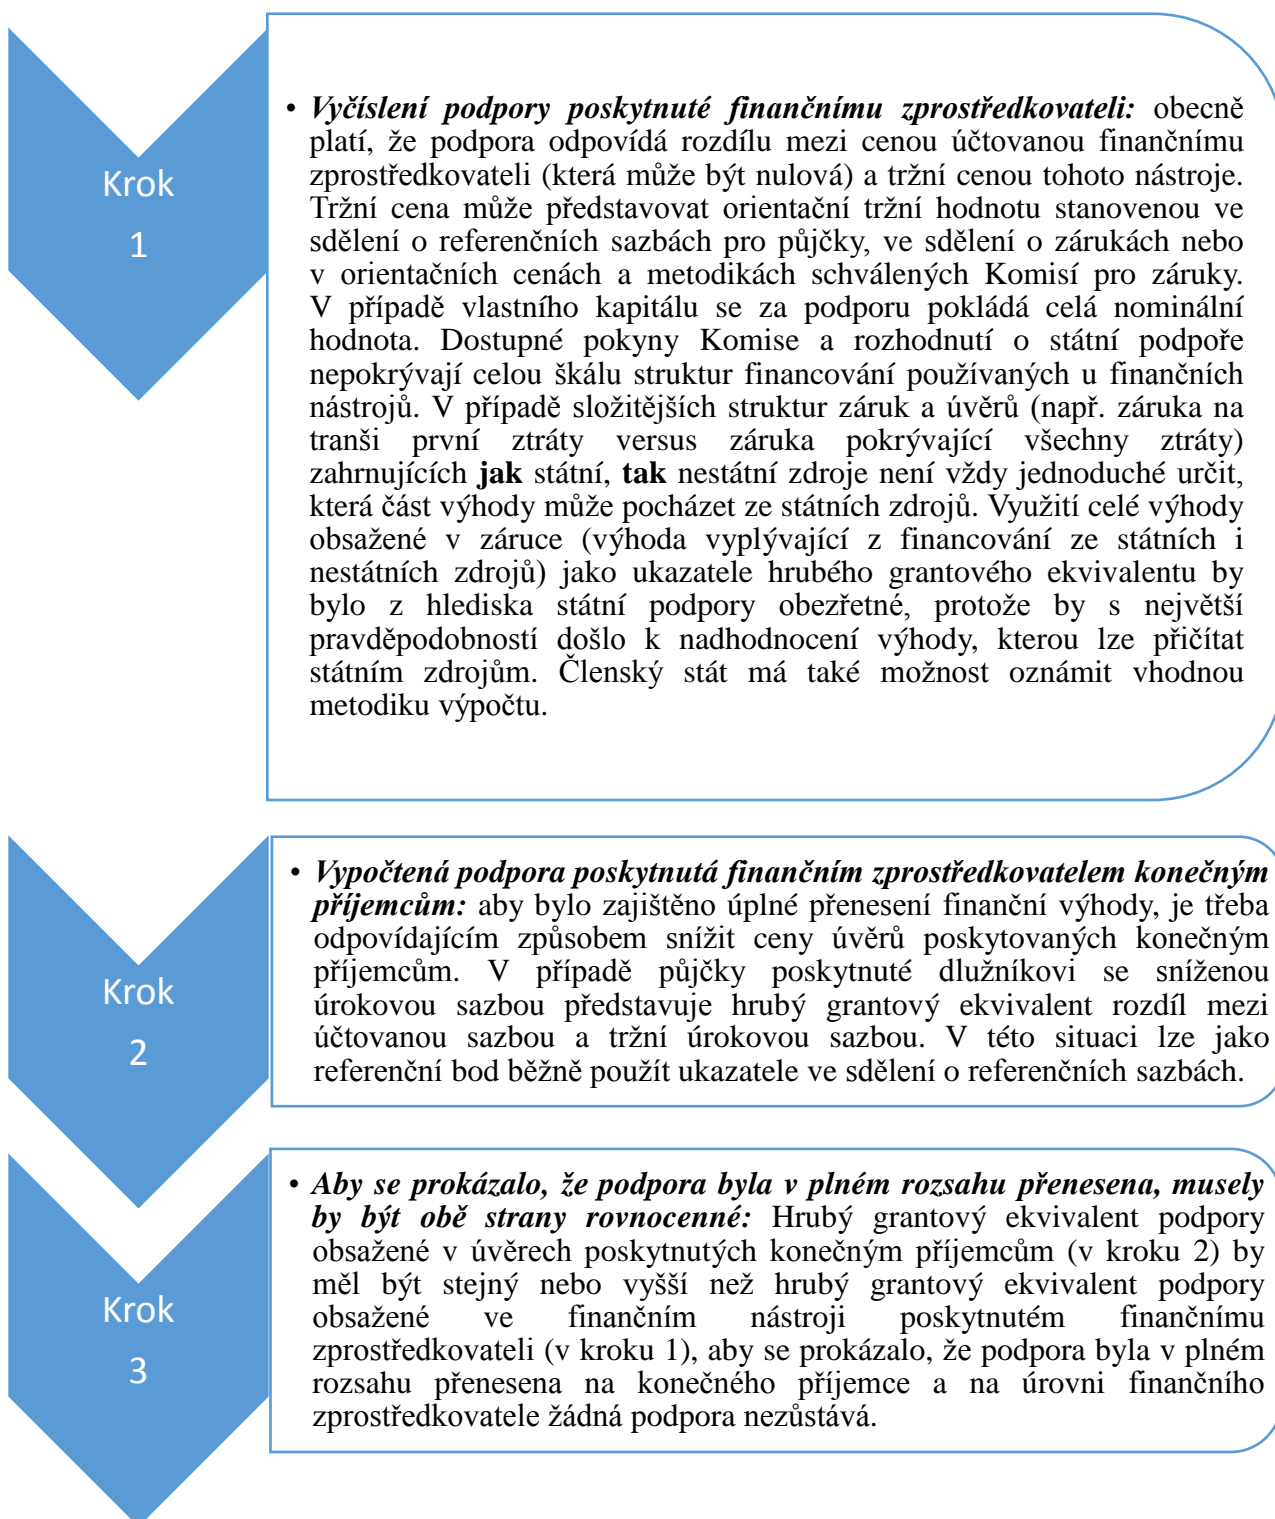 Krok
1
• Vyčíslení podpory poskytnuté finančnímu zprostředkovateli: obecně
platí, že podpora odpovídá rozdílu mezi cenou účtovanou finančnímu
zprostředkovateli (která může být nulová) a tržní cenou tohoto nástroje.
Tržní cena může představovat orientační tržní hodnotu stanovenou ve
sdělení o referenčních sazbách pro půjčky, ve sdělení o zárukách nebo
v orientačních cenách a metodikách schválených Komisí pro záruky.
V případě vlastního kapitálu se za podporu pokládá celá nominální
hodnota. Dostupné pokyny Komise a rozhodnutí o státní podpoře
nepokrývají celou škálu struktur financování používaných u finančních
nástrojů. V případě složitějších struktur záruk a úvěrů (např. záruka na
tranši první ztráty versus záruka pokrývající všechny ztráty)
zahrnujících jak státní, tak nestátní zdroje není vždy jednoduché určit,
která část výhody může pocházet ze státních zdrojů. Využití celé výhody
obsažené v záruce (výhoda vyplývající z financování ze státních i
nestátních zdrojů) jako ukazatele hrubého grantového ekvivalentu by
bylo z hlediska státní podpory obezřetné, protože by s největší
pravděpodobností došlo k nadhodnocení výhody, kterou lze přičítat
státním zdrojům. Členský stát má také možnost oznámit vhodnou
metodiku výpočtu.
Krok
2
• Vypočtená podpora poskytnutá finančním zprostředkovatelem konečným
příjemcům: aby bylo zajištěno úplné přenesení finanční výhody, je třeba
odpovídajícím způsobem snížit ceny úvěrů poskytovaných konečným
příjemcům. V případě půjčky poskytnuté dlužníkovi se sníženou
úrokovou sazbou představuje hrubý grantový ekvivalent rozdíl mezi
účtovanou sazbou a tržní úrokovou sazbou. V této situaci lze jako
referenční bod běžně použít ukazatele ve sdělení o referenčních sazbách.
Krok
3
• Aby se prokázalo, že podpora byla v plném rozsahu přenesena, musely
by být obě strany rovnocenné: Hrubý grantový ekvivalent podpory
obsažené v úvěrech poskytnutých konečným příjemcům (v kroku 2) by
měl být stejný nebo vyšší než hrubý grantový ekvivalent podpory
obsažené ve finančním nástroji poskytnutém finančnímu
zprostředkovateli (v kroku 1), aby se prokázalo, že podpora byla v plném
rozsahu přenesena na konečného příjemce a na úrovni finančního
zprostředkovatele žádná podpora nezůstává.